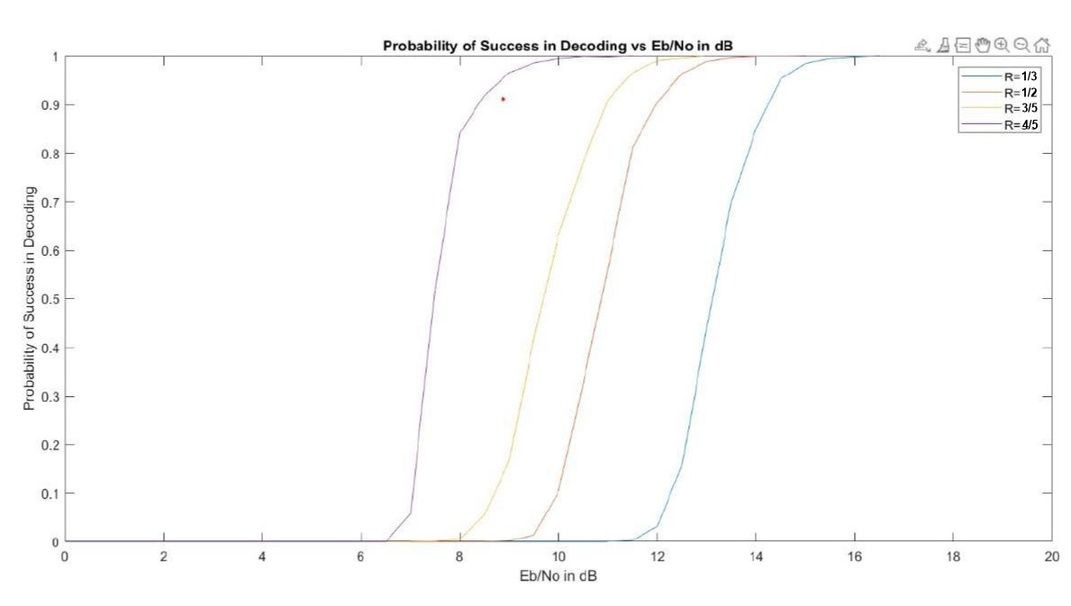 Probability of Success in Decoding vs Eb/No in dB
R=1/3
R=1/2
R=3/5
R=4/5
Probability of Success in Decoding
1
0.9
0.8
0.7
0.6
0.5
0.4
0.3
0.2
0.1
0
0 2 4 6 8 10 12 14 16 18 20
Eb/No in dB